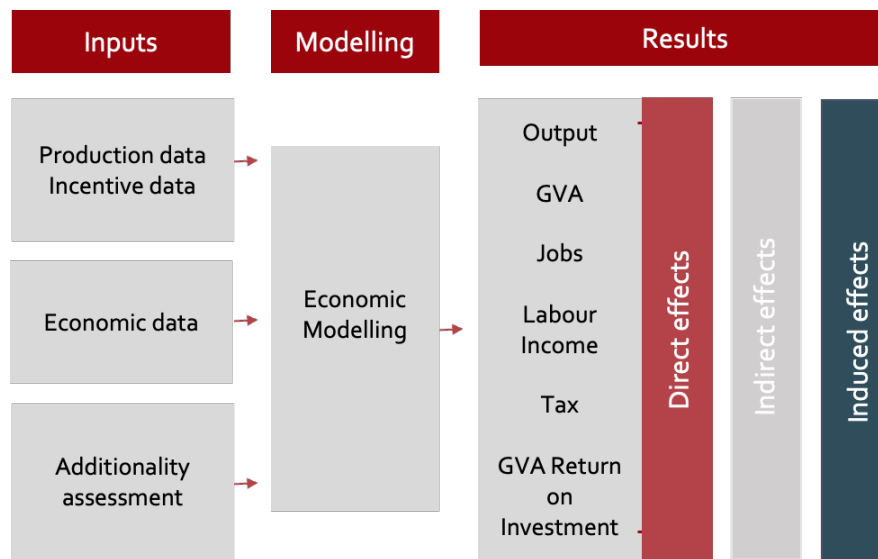 Inputs
Modelling
Results
Production data
Incentive data
Economic data
Additionality
assessment
Economic
Modelling
Output
GVA
Jobs
Labour
Income
Tax
GVA Return
on
Investment
Direct effects
Indirect effects
Induced effects